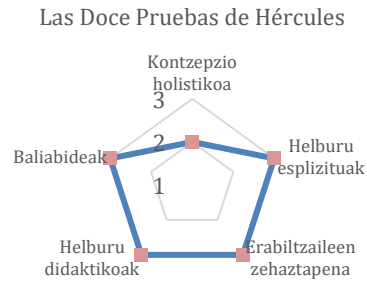 Las Doce Pruebas de Hércules
Kontzepzio
holistikoa
3
2
1
Helburu
esplizituak
Baliabideak
Helburu
didaktikoak
Erabiltzaileen
zehaztapena